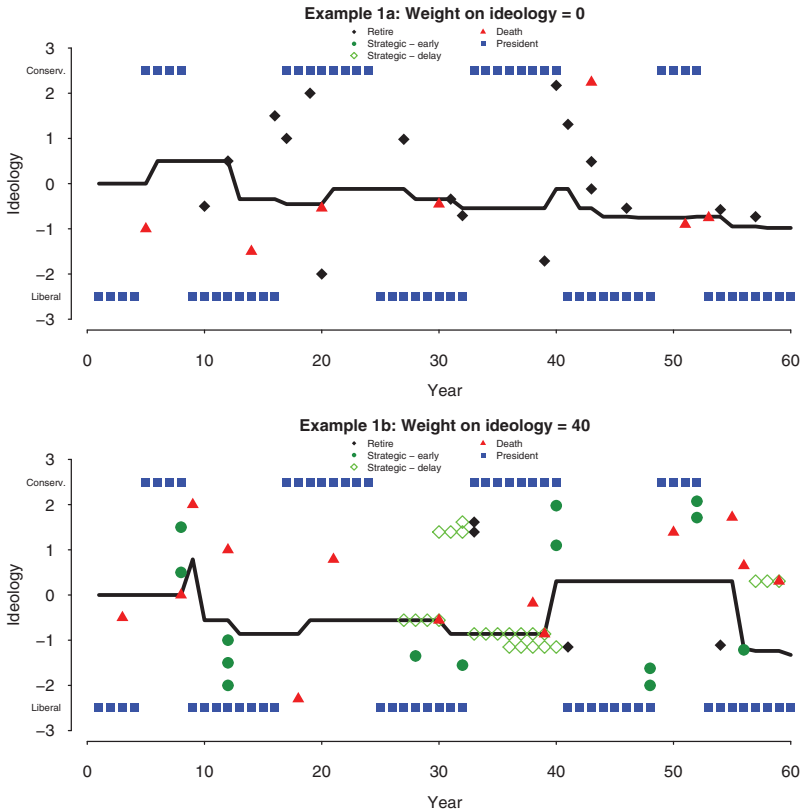 Example 1a: Weight on ideology = 0
Retire Death
Strategic – early President
Strategic – delay
3
Conserv.
2
1
0
−1
−2
Liberal
−3
Ideology
0 10 20 30 40 50 60
Year
Example 1b: Weight on ideology = 40
Retire Death
Strategic – early President
Strategic – delay
3
Conserv.
2
1
0
−1
−2
Liberal
−3
Ideology
0 10 20 30 40 50 60
Year